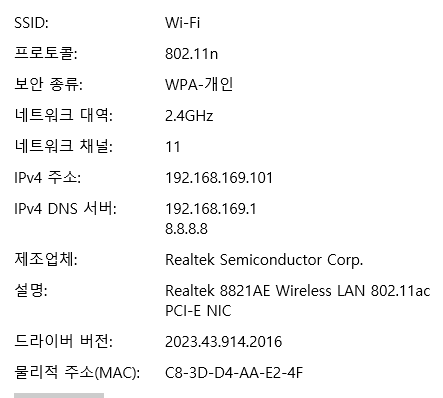 SSID: Wi-Fi
프로토콜: 802.11n
보안 종류: WPA-개인
네트워크 대역: 2.4GHz
네트워크 채널: 11
IPv4 주소: 192.168.169.101
IPv4 DNS 서버: 192.168.169.1
8.8.8.8
제조업체: Realtek Semiconductor Corp.
설명: Realtek 8821AE Wireless LAN 802.11ac
PCI-E NIC
드라이버 버전: 2023.43.914.2016
물리적 주소(MAC): C8-3D-D4-AA-E2-4F